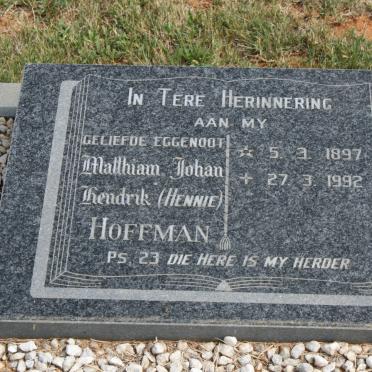 In Tere Herinnering
aan my
geliefde eggenoot
Matthiam Johan
Hendrik (Hennie)
Hoffman
☆ 5. 3. 1897
+ 27. 3. 1992
Ps. 23 Die Here is my Herder